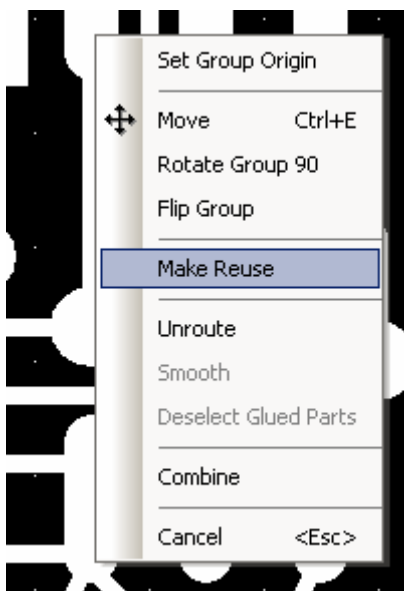 Set Group Origin
Move Ctrl+E
Rotate Group 90
Flip Group
Make Reuse
Unroute
Smooth
Deselect Glued Parts
Combine
Cancel <Esc>